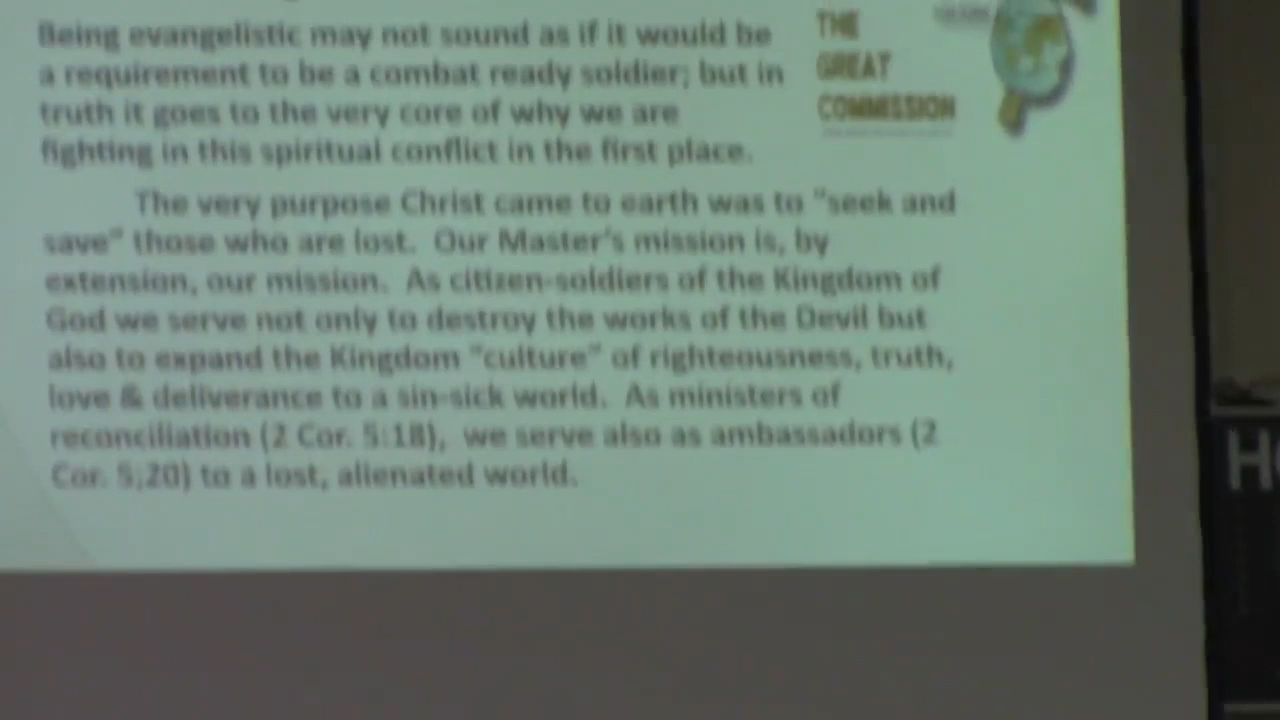 Being evangelistic may not sound as if it would be
a requirement to be a combat ready soldier; but in
truth it goes to the very core of why we are
fighting in this spiritual conflict in the first place.
THE
GREAT
COMMISSION
The very purpose Christ came to earth was to "seek and
save" those who are lost. Our Master's mission is, by
extension, our mission. As citizen-soldiers of the Kingdom of
God we serve not only to destroy the works of the Devil but
also to expand the Kingdom "culture" of righteousness, truth,
love & deliverance to a sin-sick world. As ministers of
reconciliation (2 Cor. 5:18), we serve also as ambassadors (2
Cor. 5;20) to a lost, alienated world.
H